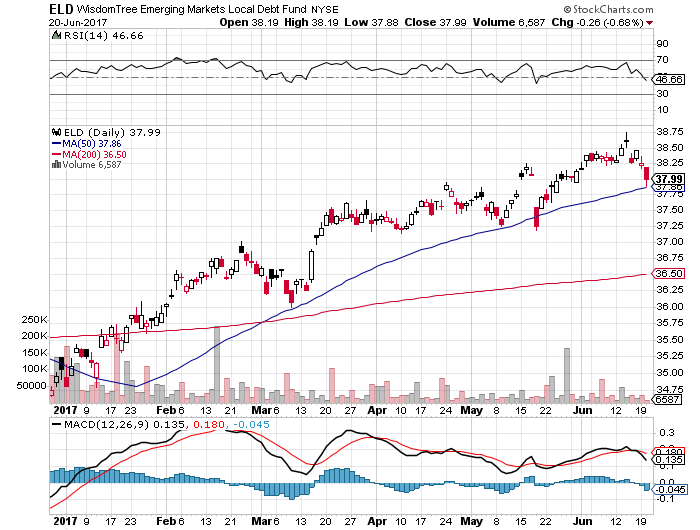 ELD WisdomTree Emerging Markets Local Debt Fund NYSE
© StockCharts.com
20-Jun-2017
Open 38.19 High 38.19 Low 37.88 Close 37.99 Volume 6,587 Chg -0.26 (-0.68%)
RSI(14) 46.66
90
70
50
46.66
30
10
ELD (Daily) 37.99
MA(50) 37.86
MA(200) 36.50
Volume 6,587
38.75
38.50
38.25
37.99
37.86
37.75
37.50
37.25
37.00
36.75
36.50
36.25
36.00
35.75
35.50
35.25
35.00
34.75
250K
200K
150K
100K
50000
6587
2017 9 17 23 Feb 6 13 21 Mar 6 13 20 27 Apr 10 17 24 May 8 15 22 Jun 12 19
MACD(12,26,9) 0.135, 0.180, -0.045
0.3
0.2
0.180
0.135
0.0
-0.045
-0.1
2017 9 17 23 Feb 6 13 21 Mar 6 13 20 27 Apr 10 17 24 May 8 15 22 Jun 12 19